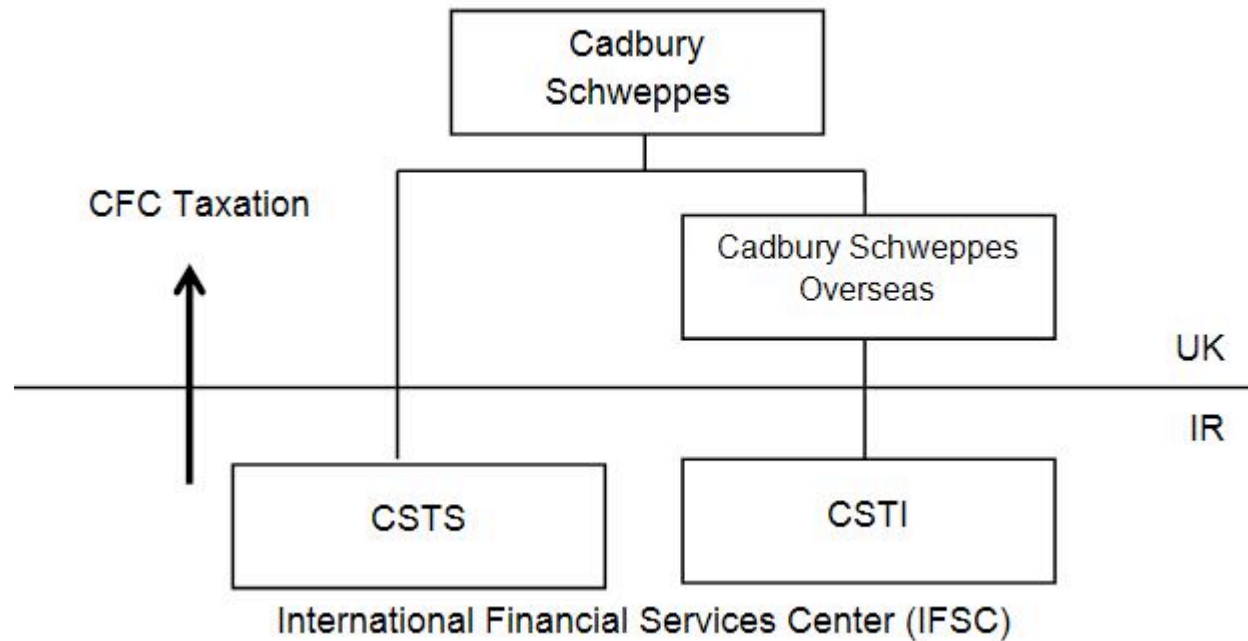 Cadbury
Schweppes
CFC Taxation
Cadbury Schweppes
Overseas
UK
IR
CSTS
CSTI
International Financial Services Center (IFSC)